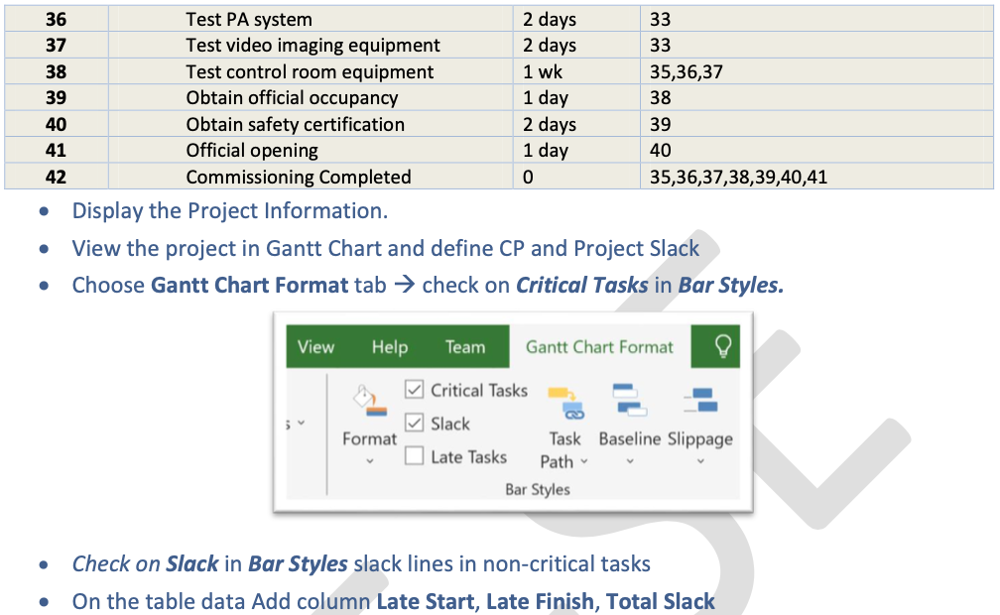 36 Test PA system 2 days 33
37 Test video imaging equipment 2 days 33
38 Test control room equipment 1 wk 35,36,37
39 Obtain official occupancy 1 day 38
40 Obtain safety certification 2 days 39
41 Official opening 1 day 40
42 Commissioning Completed 0 35,36,37,38,39,40,41
• Display the Project Information.
• View the project in Gantt Chart and define CP and Project Slack
• Choose Gantt Chart Format tab → check on Critical Tasks in Bar Styles.
View Help Team Gantt Chart Format
Critical Tasks
Slack
Format Task Baseline Slippage
Late Tasks Path
Bar Styles
• Check on Slack in Bar Styles slack lines in non-critical tasks
• On the table data Add column Late Start, Late Finish, Total Slack